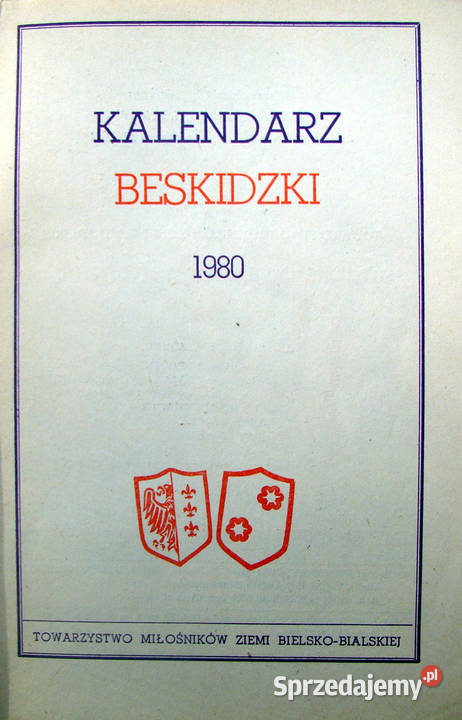 KALENDARZ
BESKIDZKI
1980
TOWARZYSTWO MIŁOŚNIKÓW ZIEMI BIELSKO-BIALSKIEJ
Sprzedajemy.pl